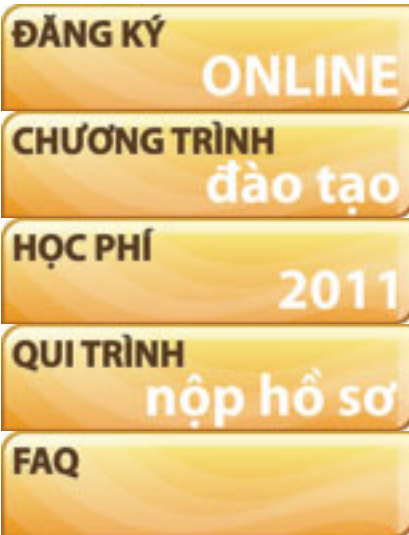 ĐĂNG KÝ
ONLINE
CHƯƠNG TRÌNH
đào tạo
HỌC PHÍ
2011
QUI TRÌNH
nộp hồ sơ
FAQ